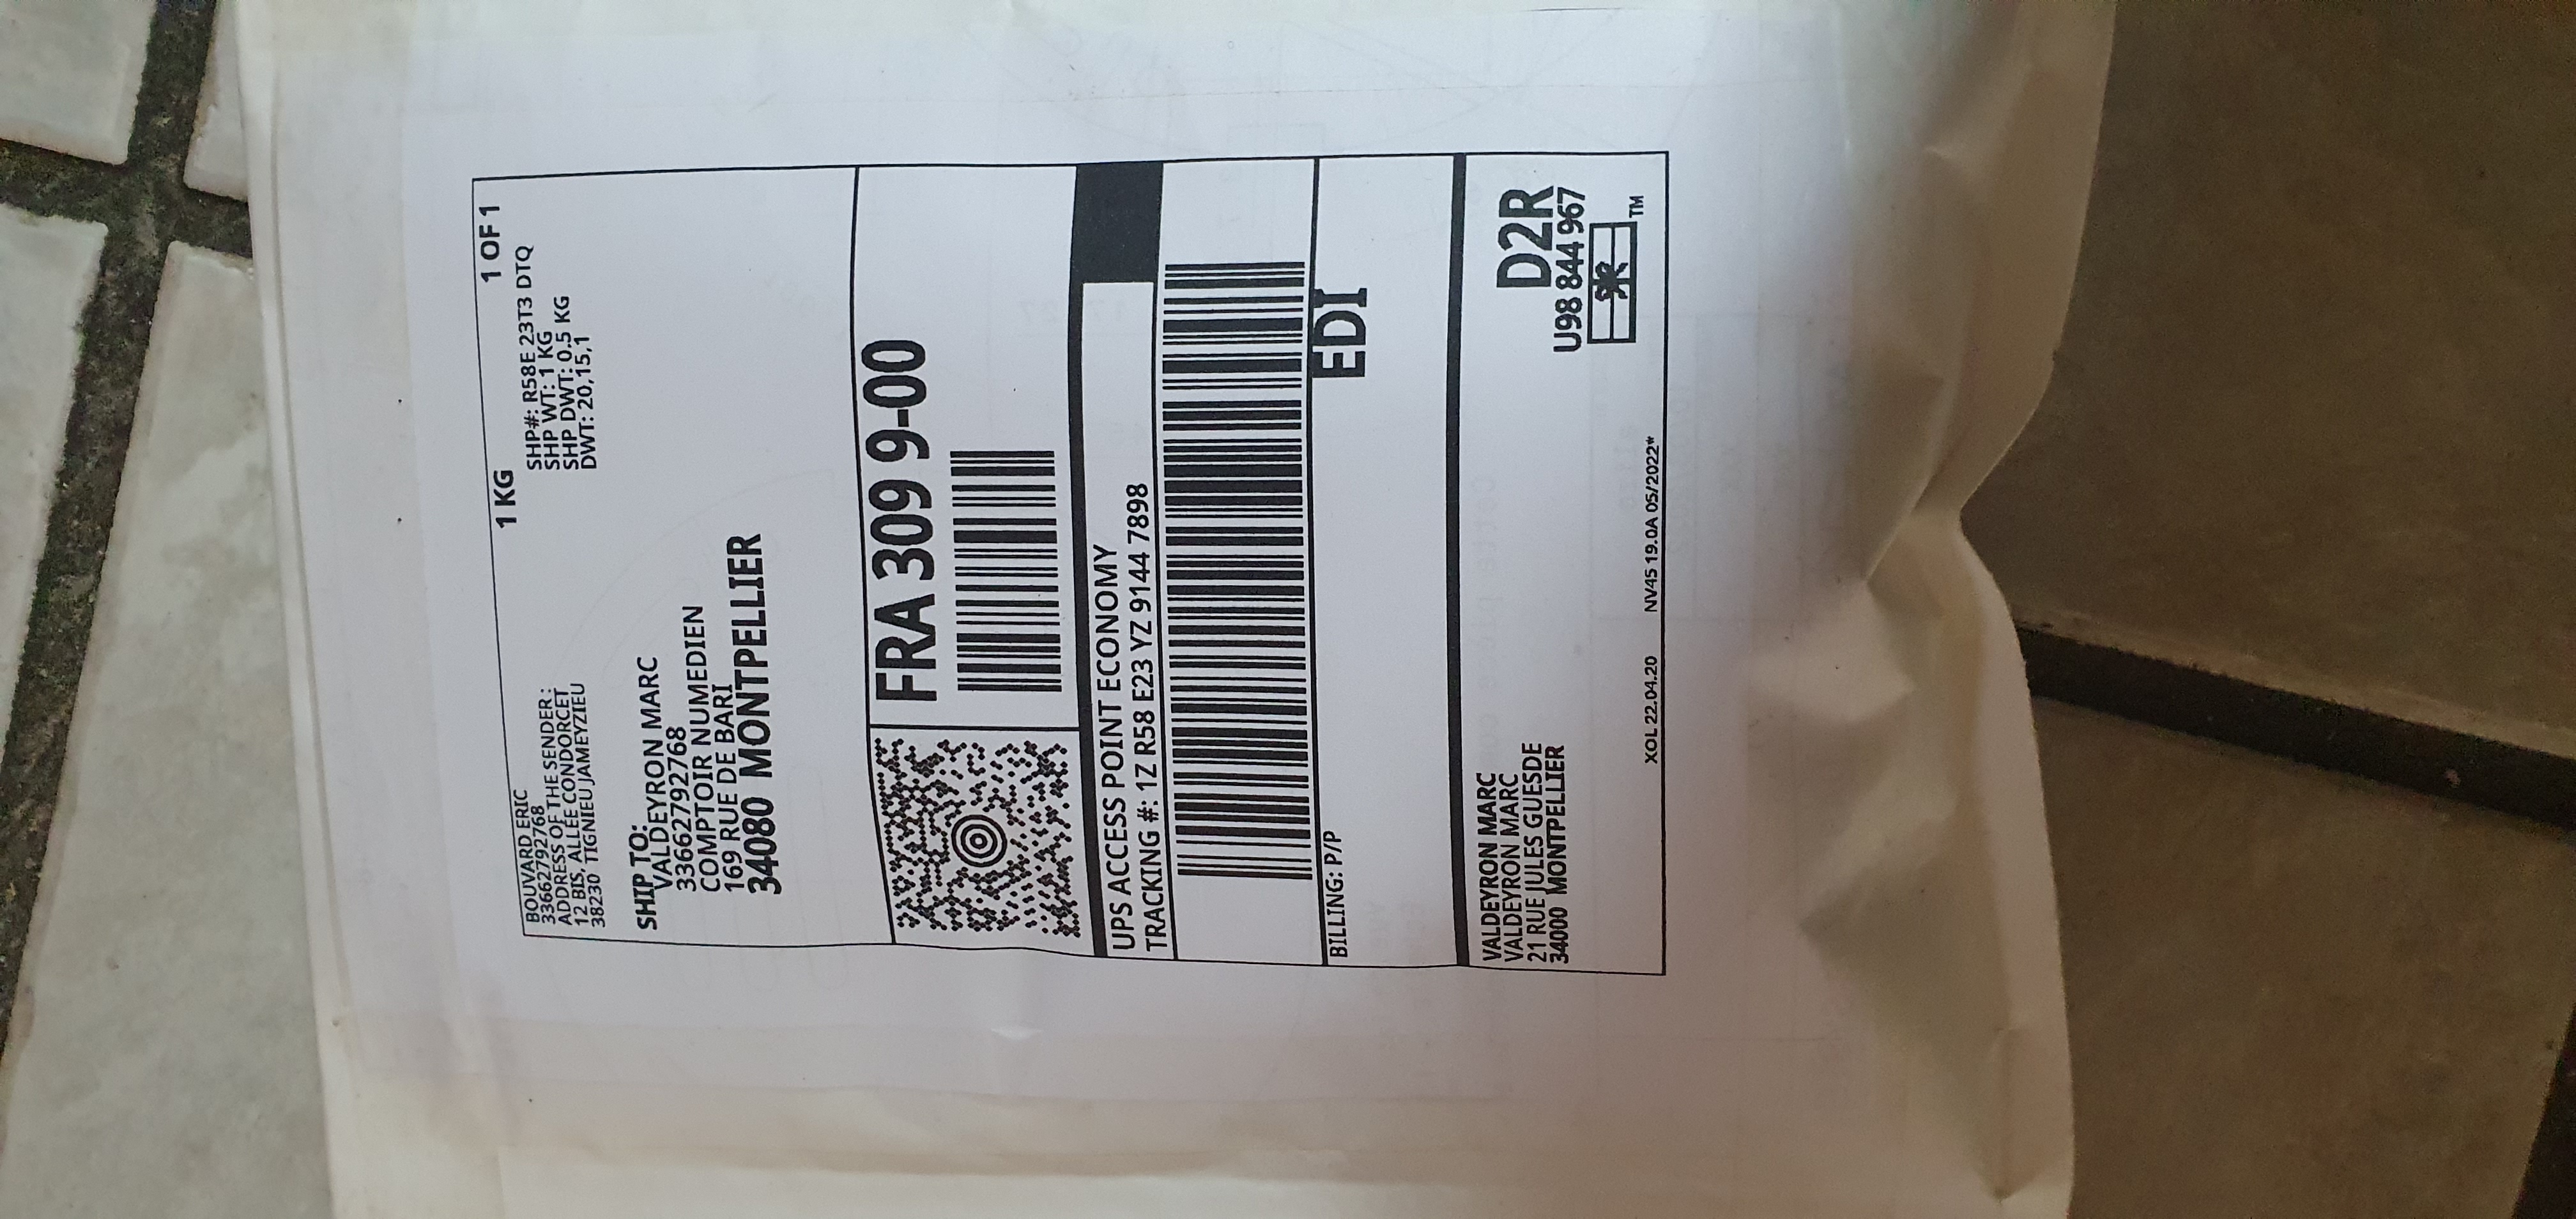 1 KG
1 OF 1
BOUVARD ERIC
33662792768
ADDRESS OF THE SENDER :
12 BIS, ALLÉE CONDORCET
38230 TIGNIEU JAMEYZIEU
SHP#: R58E 23T3 DTQ
SHP WT: 1 KG
SHP DWT: 0.5 KG
DWT: 20,15,1
SHIP TO:
VALDEYRON MARC
33662792768
COMPTOIR NUMEDIEN
169 RUE DE BARI
34080 MONTPELLIER
FRA 309 9-00
UPS ACCESS POINT ECONOMY
TRACKING #: 1Z R58 E23 YZ 9144 7898
BILLING: P/P
EDI
VALDEYRON MARC
VALDEYRON MARC
21 RUE JULES GUESDE
34000 MONTPELLIER
D2R
U98 844 967
TM
XOL 22.04.20 NV45 19.0A 05/2022*